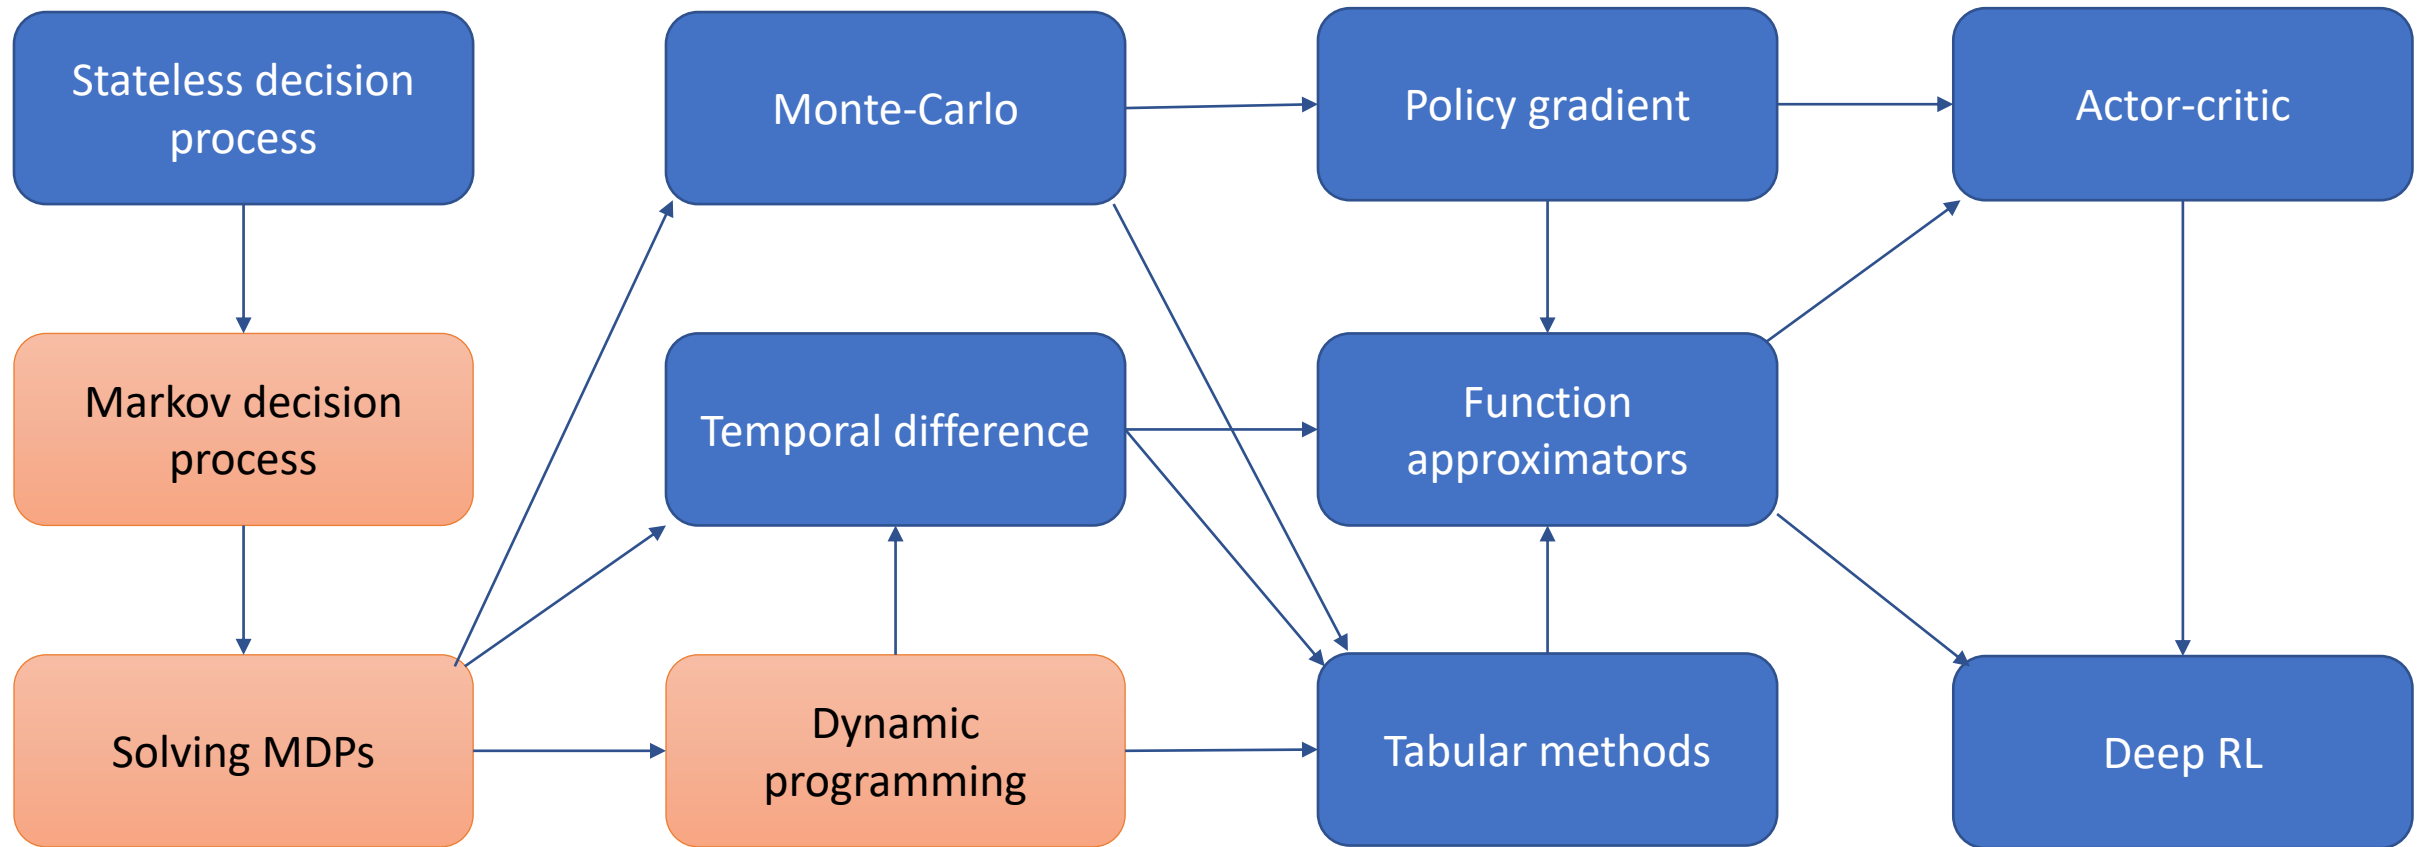 Stateless decision
process
Monte-Carlo
Policy gradient
Actor-critic
Markov decision
process
Temporal difference
Function
approximators
Solving MDPs
Dynamic
programming
Tabular methods
Deep RL